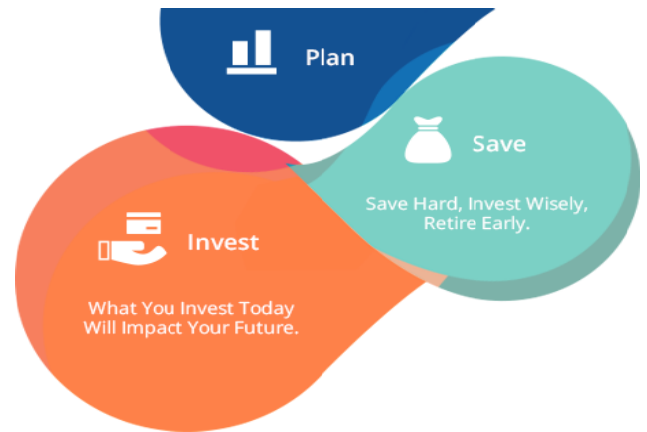 Plan
Save
Save Hard, Invest Wisely,
Retire Early.
Invest
What You Invest Today
Will Impact Your Future.